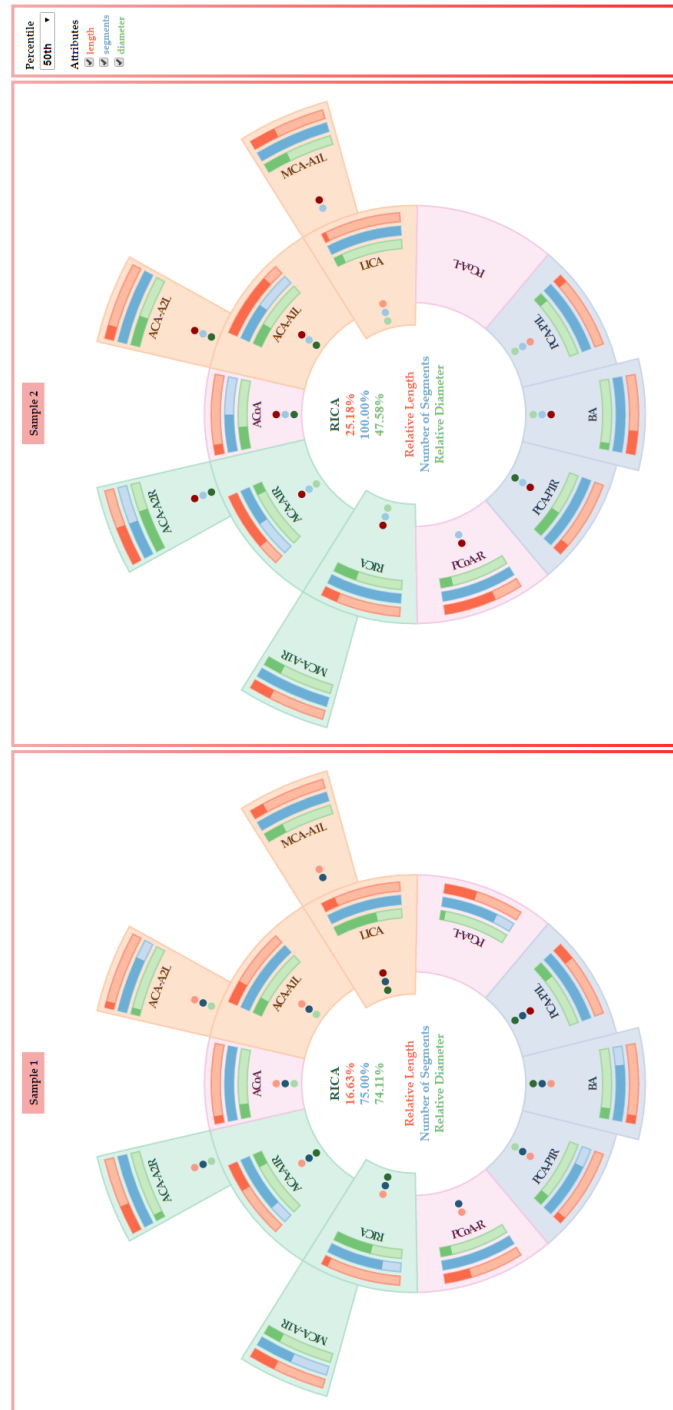 Percentile
50th
Attributes
length
segments
diameter
Sample 2
ACA-A2R
ACA-A2L
ACoA
ACA-A1R
ACA-A1L
MCA-A1R
MCA-A1L
RICA
LICA
RICA
25.18%
100.00%
47.58%
Relative Length
Number of Segments
Relative Diameter
PCoA-R
PCoA-L
PCA-P1R
PCA-P1L
BA
Sample 1
ACA-A2R
ACA-A2L
ACoA
ACA-A1R
ACA-A1L
MCA-A1R
MCA-A1L
RICA
LICA
RICA
16.63%
75.00%
74.11%
Relative Length
Number of Segments
Relative Diameter
PCoA-R
PCoA-L
PCA-P1R
PCA-P1L
BA